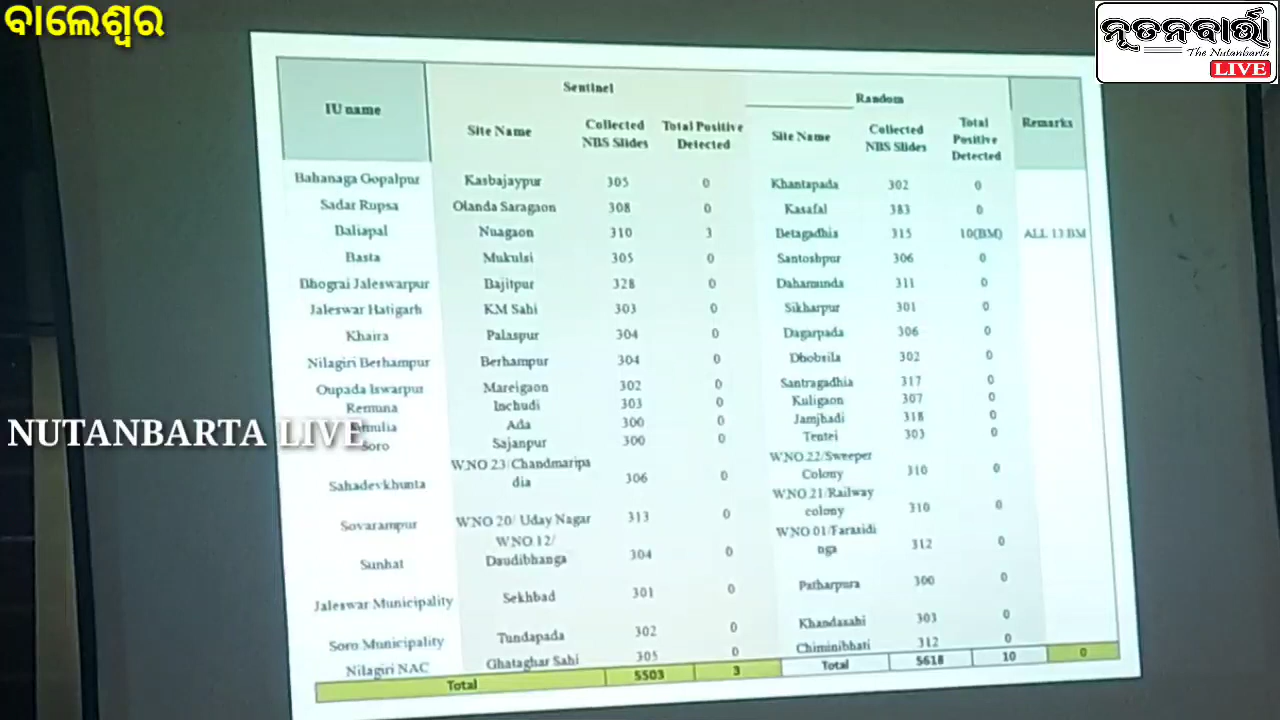 ବାଲେଶ୍ୱର
ନୂତନବାର୍ତ୍ତା
The Nutanbarta
LIVE
Sentinel Random
IU name Site Name Collected NBS Slides Total Positive Detected Site Name Collected NBS Slides Total Positive Detected Remarks
Bahanaga Gopalpur Kasbajaypur 305 0 Khantapada 302 0
Sadar Rupsa Olanda Saragaon 308 0 Kasafal 383 0
Baliapal Nuagaon 310 3 Betagadhia 315 10(BM) ALL 13 BM
Basta Mukulsi 305 0 Santoshpur 306 0
Bhograi Jaleswarpur Bajitpur 328 0 Dahamunda 311 0
Jaleswar Hatigarh KM Sahi 303 0 Sikharpur 301 0
Khaira Palaspur 304 0 Dagarpada 306 0
Nilagiri Berhampur Berhampur 304 0 Dhobsila 302 0
Oupada Iswarpur Mareigaon 302 0 Santragadhia 317 0
Remuna Inchudi 303 0 Kuligaon 307 0
Ada 300 0 Jamjhadi 318 0
Soro Sajanpur 300 0 Tentei 303 0
NUTANBARTA LIVE
Sahadevkhunta W.NO 23/Chandmaripadia 306 0 W.NO.22/Sweeper Colony 310 0
Sovarampur W.NO 20/ Uday Nagar 313 0 W.NO 21/Railway colony 310 0
Sunhat W.NO.12/ Daudibhanga 304 0 W.NO 01/Farasidinga 312 0
Jaleswar Municipality Sekhbad 301 0 Patharpura 300 0
Soro Municipality Tundapada 302 0 Khandasahi 303 0
Nilagiri NAC Ghataghar Sahi 305 0 Chiminibhati 312 0
Total 5503 3 Total 5618 10 0